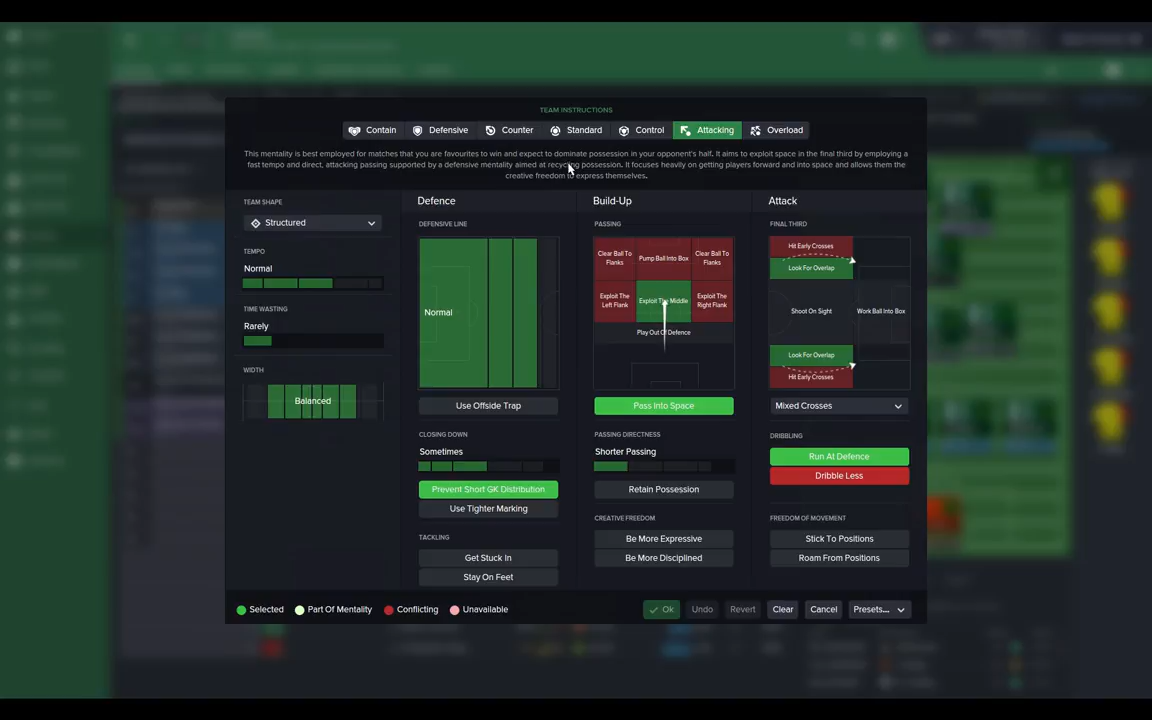 TEAM INSTRUCTIONS
Contain
Defensive
Counter
Standard
Control
Attacking
Overload
This mentality is best employed for matches that you are favourites to win and expect to dominate possession in your opponent's half. It aims to exploit space in the final third by employing a
fast tempo and direct, attacking passing supported by a defensive mentality aimed at recycling possession. It focuses heavily on getting players forward and into space and allows them the
creative freedom to express themselves.
TEAM SHAPE
Structured
TEMPO
Normal
TIME WASTING
Rarely
WIDTH
Balanced
Defence
DEFENSIVE LINE
Normal
Use Offside Trap
CLOSING DOWN
Sometimes
Prevent Short GK Distribution
Use Tighter Marking
TACKLING
Get Stuck In
Stay On Feet
Build-Up
PASSING
Clear Ball To
Flanks
Pump Ball Into Box
Clear Ball To
Flanks
Exploit The
Left Flank
Exploit The Middle
Exploit The
Right Flank
Play Out Of Defence
Pass Into Space
PASSING DIRECTNESS
Shorter Passing
Retain Possession
CREATIVE FREEDOM
Be More Expressive
Be More Disciplined
Attack
FINAL THIRD
Hit Early Crosses
Look For Overlap
Shoot On Sight
Work Ball Into Box
Look For Overlap
Hit Early Crosses
Mixed Crosses
DRIBBLING
Run At Defence
Dribble Less
FREEDOM OF MOVEMENT
Stick To Positions
Roam From Positions
Selected
Part Of Mentality
Conflicting
Unavailable
Ok
Undo
Revert
Clear
Cancel
Presets...